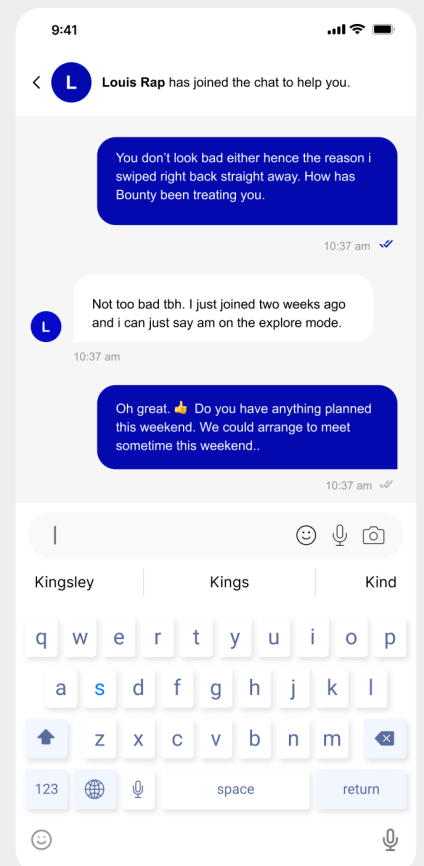 9:41
L Louis Rap has joined the chat to help you.
You don’t look bad either hence the reason i
swiped right back straight away. How has
Bounty been treating you.
10:37 am
Not too bad tbh. I just joined two weeks ago
and i can just say am on the explore mode.
L
10:37 am
Oh great. 👍 Do you have anything planned
this weekend. We could arrange to meet
sometime this weekend..
10:37 am
Kingsley Kings Kind
q w e r t y u i o p
a s d f g h j k l
z x c v b n m
123 space return